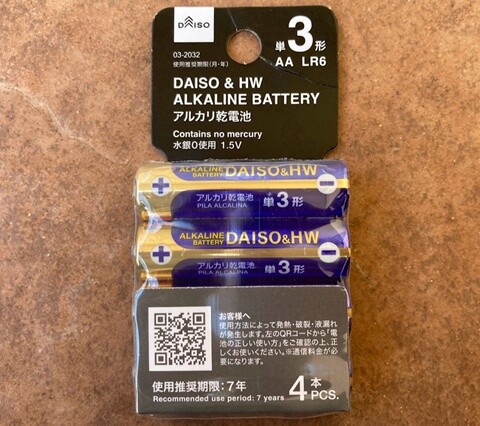 DAISO
03-2032
使用推奨期限(月-年)
単3形
AA LR6
DAISO & HW
ALKALINE BATTERY
アルカリ乾電池
Contains no mercury
水銀0使用 1.5V
ALKALINE BATTERY DAISO&HW
アルカリ乾電池 単3形
PILA ALCALINA
ALKALINE BATTERY DAISO&HW
アルカリ乾電池 単3形
PILA ALCALINA
お客様へ
使用方法によって発熱・破裂・液漏れ
が発生します。左のQRコードから「電
池の正しい使い方」をご確認の上、正
しくお使いください。※通信料金が必
要になります。
使用推奨期限:7年
Recommended use period: 7 years
4本
PCS.